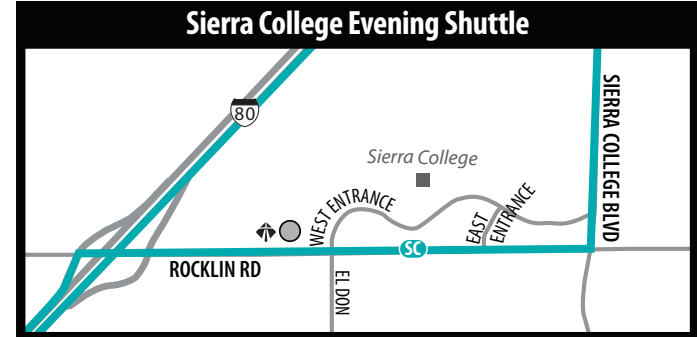 Sierra College Evening Shuttle
80
SIERRA COLLEGE BLVD
Sierra College
WEST ENTRANCE
EAST
ENTRANCE
SC
ROCKLIN RD
EL DON